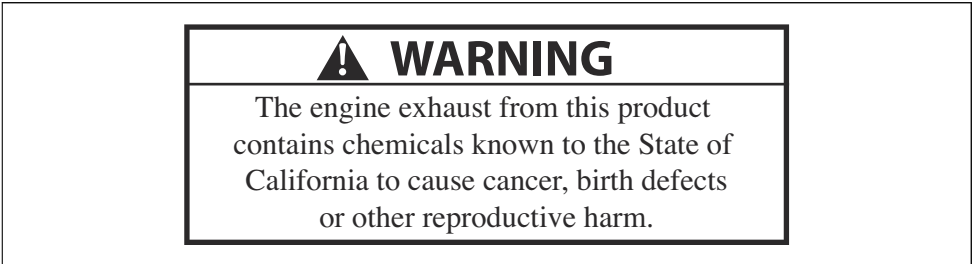 WARNING
The engine exhaust from this product
contains chemicals known to the State of
California to cause cancer, birth defects
or other reproductive harm.